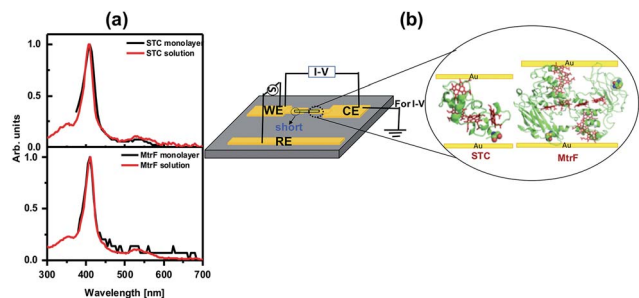 (a)
(b)
STC monolayer
STC solution
1.0
0.5
0.0
Arb. units
MtrF monolayer
MtrF solution
1.0
0.5
0.0
300 400 500 600 700
Wavelength [nm]
I-V
S
WE
CE
For I-V
short
RE
Au
Au
STC
Au
Au
MtrF